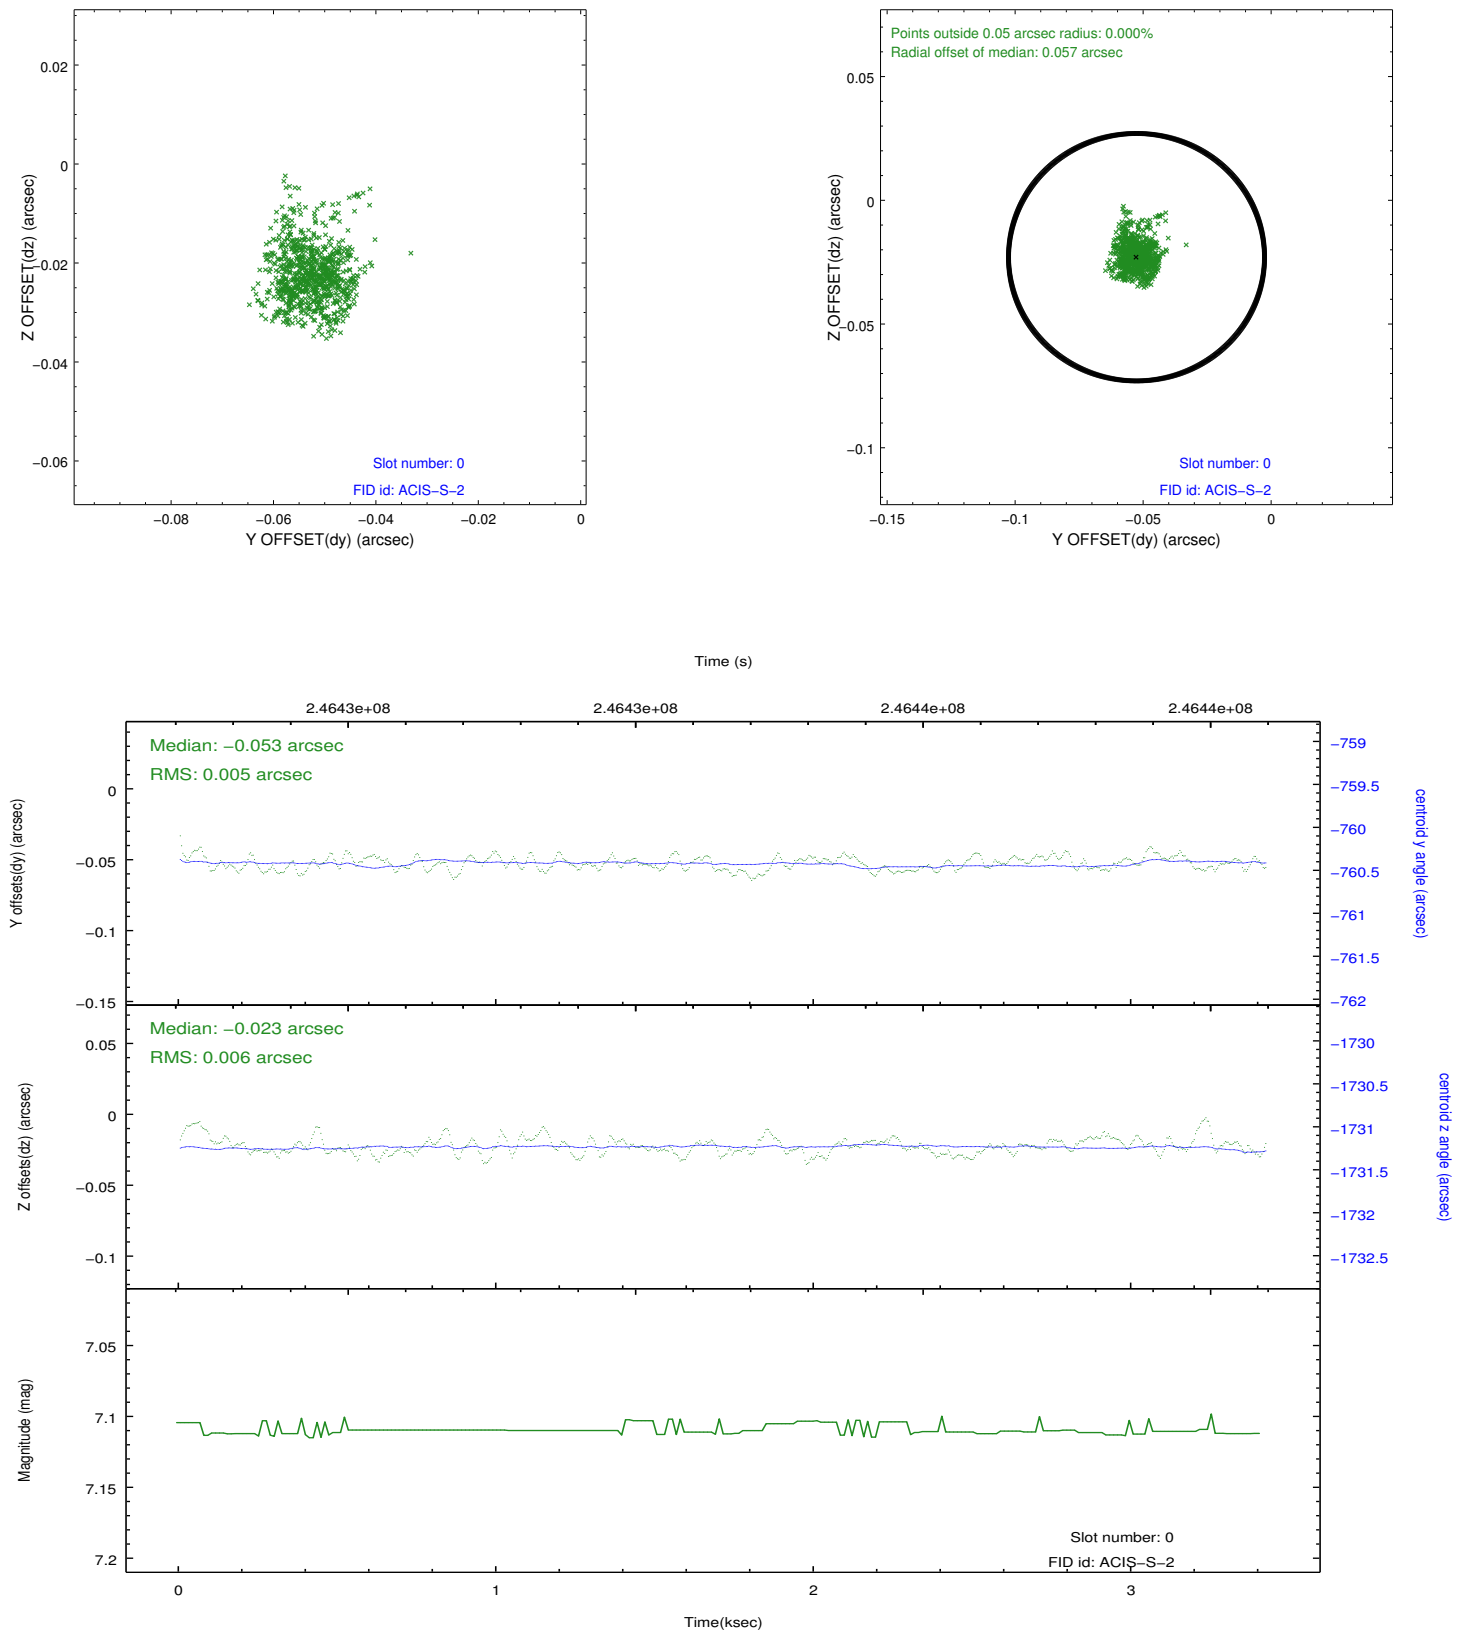 0.02
0
−0.02
−0.04
−0.06
Z OFFSET(dz) (arcsec)
Slot number: 0
FID id: ACIS−S−2
−0.08
−0.06
−0.04
−0.02
0
Y OFFSET(dy) (arcsec)
Points outside 0.05 arcsec radius: 0.000%
Radial offset of median: 0.057 arcsec
0.05
0
−0.05
−0.1
Z OFFSET(dz) (arcsec)
Slot number: 0
FID id: ACIS−S−2
−0.15
−0.1
−0.05
0
Y OFFSET(dy) (arcsec)
Time (s)
2.4643e+08
2.4643e+08
2.4644e+08
2.4644e+08
Median: −0.053 arcsec
RMS: 0.005 arcsec
0
−0.05
−0.1
−0.15
Y offsets(dy) (arcsec)
−759
−759.5
−760
−760.5
−761
−761.5
−762
centroid y angle (arcsec)
Median: −0.023 arcsec
RMS: 0.006 arcsec
0.05
0
−0.05
−0.1
Z offsets(dz) (arcsec)
−1730
−1730.5
−1731
−1731.5
−1732
−1732.5
centroid z angle (arcsec)
7.05
7.1
7.15
7.2
Magnitude (mag)
Slot number: 0
FID id: ACIS−S−2
0
1
2
3
Time(ksec)